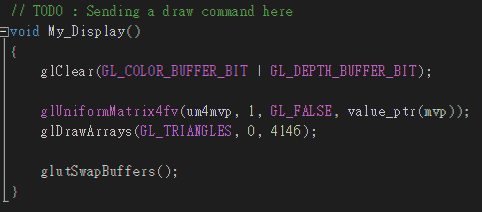 // TODO : Sending a draw command here
void My_Display()
{
glClear(GL_COLOR_BUFFER_BIT | GL_DEPTH_BUFFER_BIT);
glUniformMatrix4fv(um4mvp, 1, GL_FALSE, value_ptr(mvp));
glDrawArrays(GL_TRIANGLES, 0, 4146);
glutSwapBuffers();
}